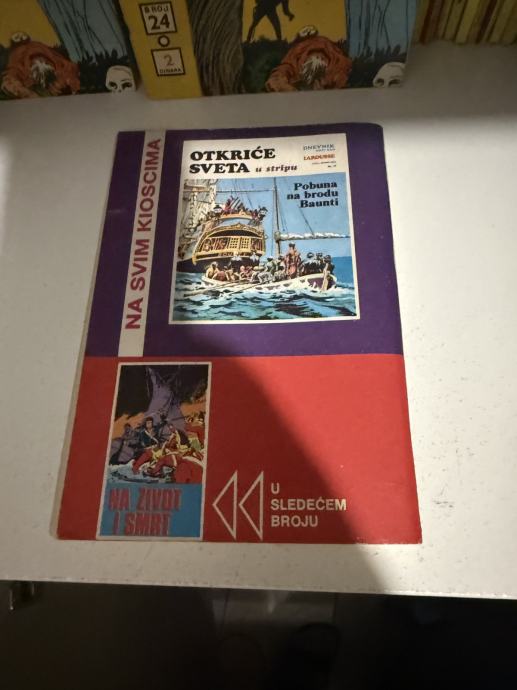 BROJ
24
2
DINARA
NA SVIM KIOSCIMA
OTKRIĆE
SVETA u stripu
DNEVNIK
LAROUSSE
Pobuna
na brodu
Baunti
NA ŽIVOT
I SMRT
U
SLEDEĆEM
BROJU